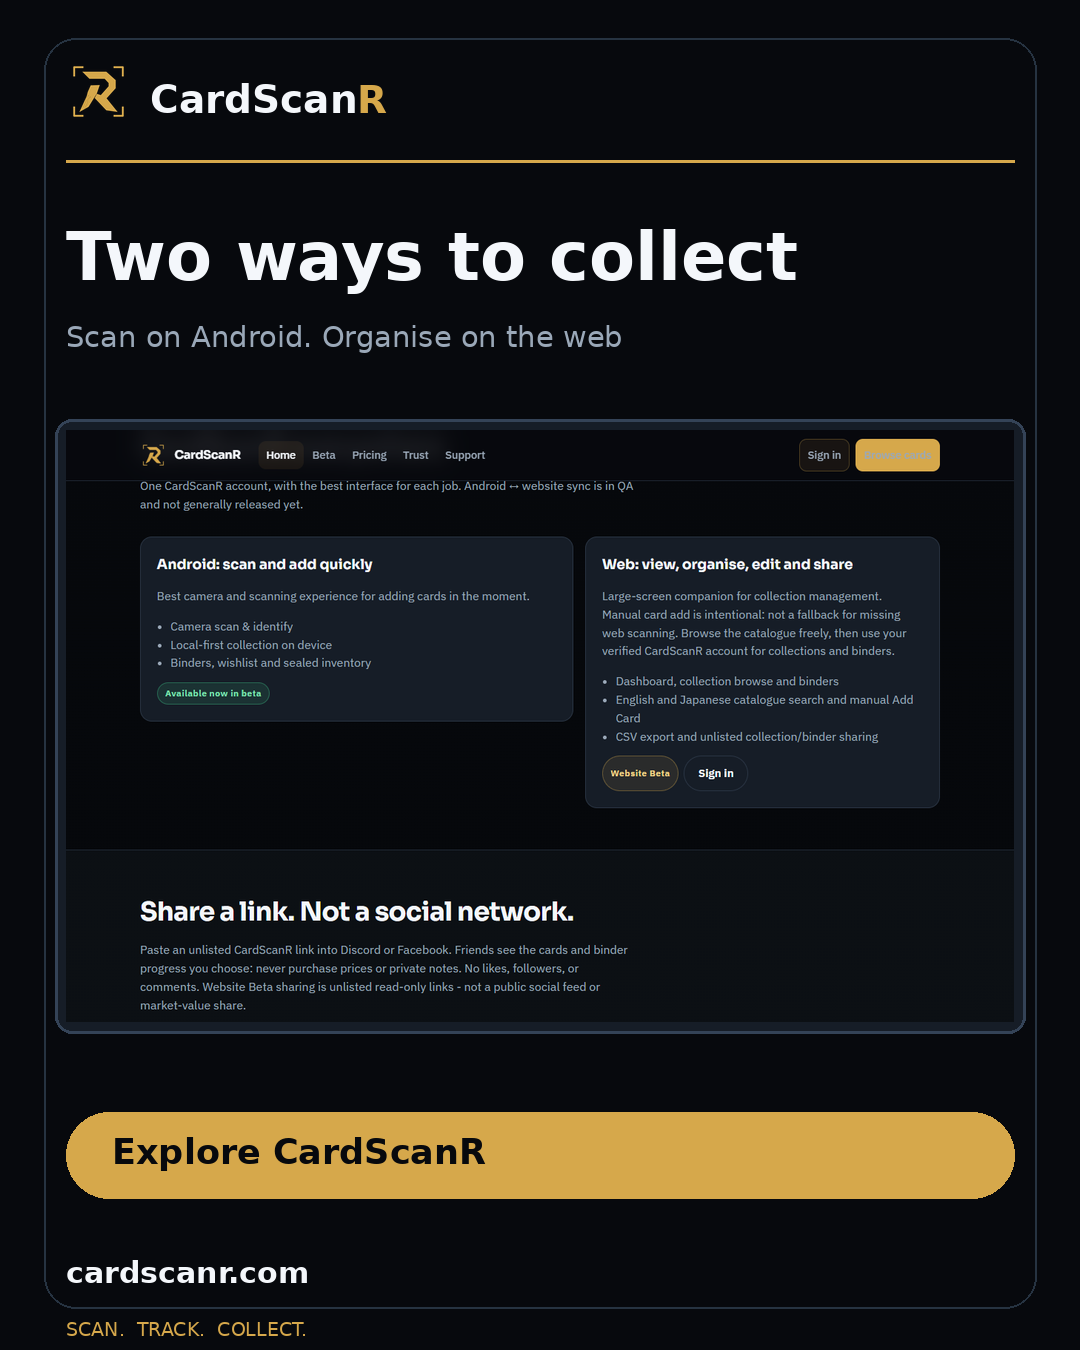 CardScanR
Two ways to collect
Scan on Android. Organise on the web
CardScanR Home Beta Pricing Trust Support Sign in Browse cards
One CardScanR account, with the best interface for each job. Android ↔ website sync is in QA
and not generally released yet.
Android: scan and add quickly
Best camera and scanning experience for adding cards in the moment.
• Camera scan & identify
• Local-first collection on device
• Binders, wishlist and sealed inventory
Available now in beta
Web: view, organise, edit and share
Large-screen companion for collection management.
Manual card add is intentional: not a fallback for missing
web scanning. Browse the catalogue freely, then use your
verified CardScanR account for collections and binders.
• Dashboard, collection browse and binders
• English and Japanese catalogue search and manual Add
Card
• CSV export and unlisted collection/binder sharing
Website Beta Sign in
Share a link. Not a social network.
Paste an unlisted CardScanR link into Discord or Facebook. Friends see the cards and binder
progress you choose: never purchase prices or private notes. No likes, followers, or
comments. Website Beta sharing is unlisted read-only links - not a public social feed or
market-value share.
Explore CardScanR
cardscanr.com
SCAN. TRACK. COLLECT.